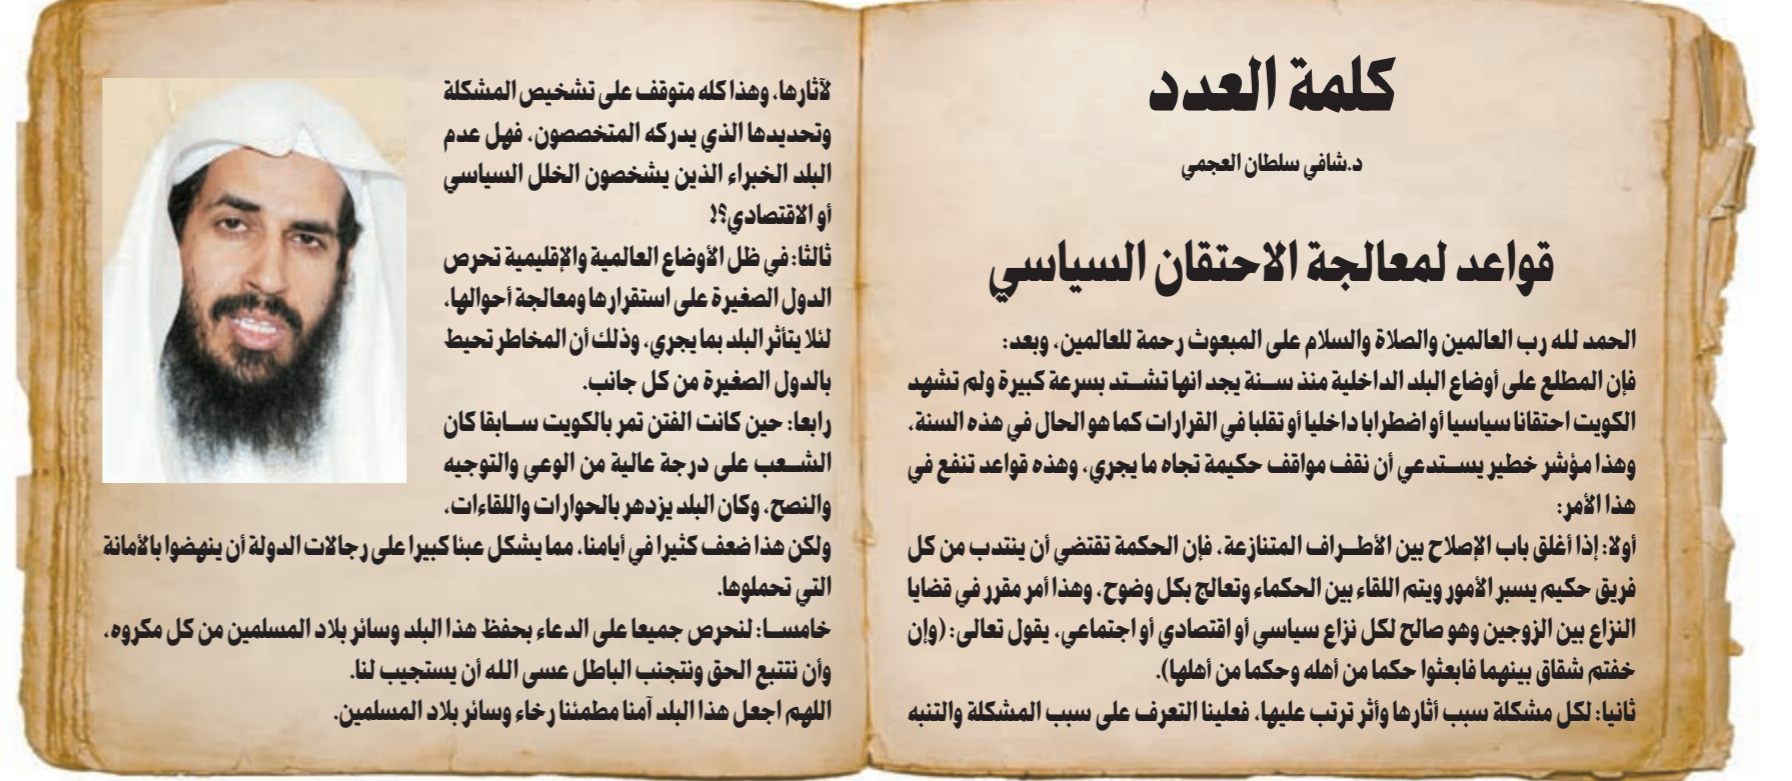 كلمة العدد
د.شافي سلطان العجمي
قواعد لمعالجة الاحتقان السياسي
الحمد لله رب العالمين والصلاة والسلام على المبعوث رحمة للعالمين، وبعد:
فإن المطلع على أوضاع البلد الداخلية منذ سنة يجد انها تشتد بسرعة كبيرة ولم تشهد
الكويت احتقانا سياسيا أو اضطرابا داخليا أو تقلبا في القرارات كما هو الحال في هذه السنة،
وهذا مؤشر خطير يستدعي أن نقف مواقف حكيمة تجاه ما يجري، وهذه قواعد تنفع في
هذا الأمر:
أولا: إذا أغلق باب الإصلاح بين الأطراف المتنازعة، فإن الحكمة تقتضي أن ينتدب من كل
فريق حكيم يسبر الأمور ويتم اللقاء بين الحكماء وتعالج بكل وضوح، وهذا أمر مقرر في قضايا
النزاع بين الزوجين وهو صالح لكل نزاع سياسي أو اقتصادي أو اجتماعي، يقول تعالى: (وإن
خفتم شقاق بينهما فابعثوا حكما من أهله وحكما من أهلها).
ثانيا: لكل مشكلة سبب أثارها وأثر ترتب عليها، فعلينا التعرف على سبب المشكلة والتنبه
لآثارها، وهذا كله متوقف على تشخيص المشكلة
وتحديدها الذي يدركه المتخصصون، فهل عدم
البلد الخبراء الذين يشخصون الخلل السياسي
أو الاقتصادي؟!
ثالثا: في ظل الأوضاع العالمية والإقليمية تحرص
الدول الصغيرة على استقرارها ومعالجة أحوالها،
لئلا يتأثر البلد بما يجري، وذلك أن المخاطر تحيط
بالدول الصغيرة من كل جانب.
رابعا: حين كانت الفتن تمر بالكويت سابقا كان
الشعب على درجة عالية من الوعي والتوجيه
والنصح، وكان البلد يزدهر بالحوارات واللقاءات،
ولكن هذا ضعف كثيرا في أيامنا، مما يشكل عبئا كبيرا على رجالات الدولة أن ينهضوا بالأمانة
التي تحملوها.
خامسا: لنحرص جميعا على الدعاء بحفظ هذا البلد وسائر بلاد المسلمين من كل مكروه،
وأن نتتبع الحق ونتجنب الباطل عسى الله أن يستجيب لنا.
اللهم اجعل هذا البلد آمنا مطمئنا رخاء وسائر بلاد المسلمين.